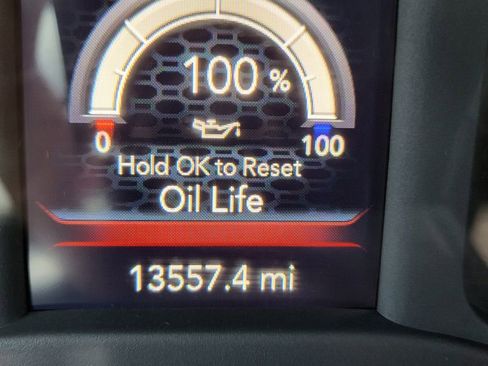 100 %
0 100
Hold OK to Reset
Oil Life
13557.4 mi